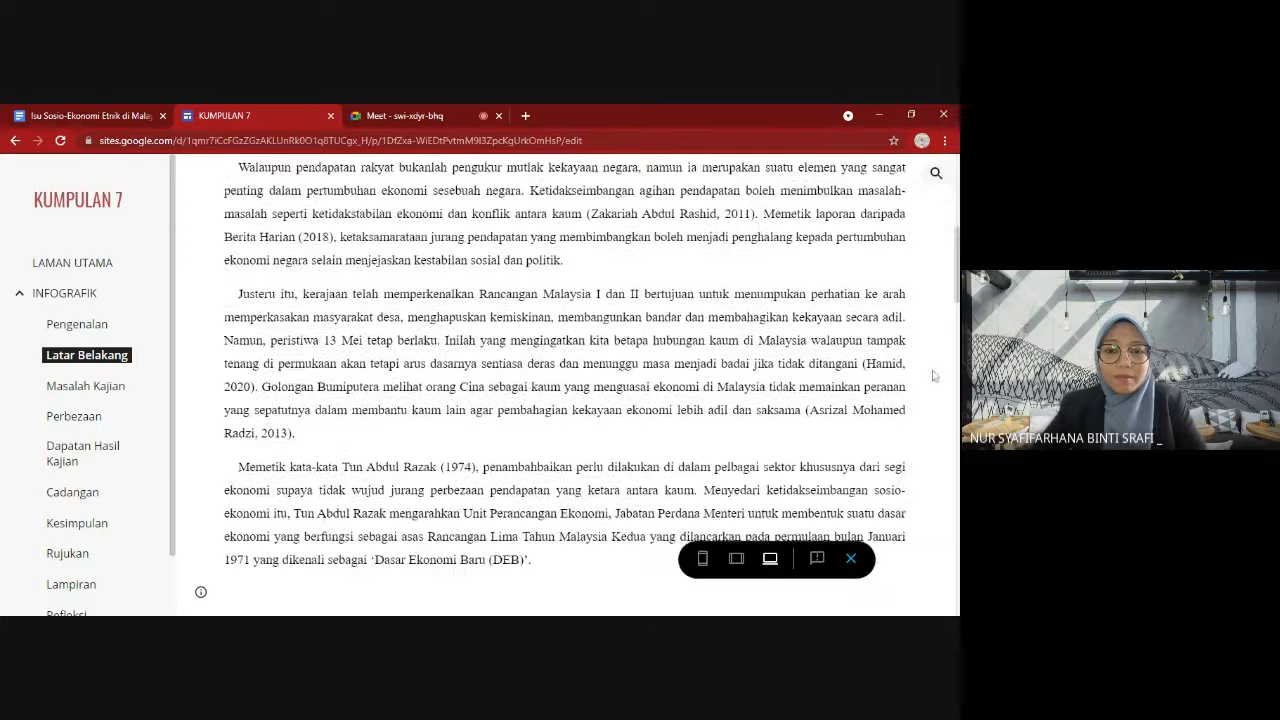 Isu Sosio-Ekonomi Etnik di Mala
KUMPULAN 7
Meet - swi-xdyr-bhq
sites.google.com/d/1qmr7iCcFGzZGzAKLUnRk0O1q8TUCgx_H/p/1DfZxa-WiEDtPvtmM9I3ZpcKgUrkOmHsP/edit
KUMPULAN 7
LAMAN UTAMA
INFOGRAFIK
Pengenalan
Latar Belakang
Masalah Kajian
Perbezaan
Dapatan Hasil
Kajian
Cadangan
Kesimpulan
Rujukan
Lampiran
Refleksi
Walaupun pendapatan rakyat bukanlah pengukur mutlak kekayaan negara, namun ia merupakan suatu elemen yang sangat
penting dalam pertumbuhan ekonomi sesebuah negara. Ketidakseimbangan agihan pendapatan boleh menimbulkan masalah-
masalah seperti ketidakstabilan ekonomi dan konflik antara kaum (Zakariah Abdul Rashid, 2011). Memetik laporan daripada
Berita Harian (2018), ketaksamarataan jurang pendapatan yang membimbangkan boleh menjadi penghalang kepada pertumbuhan
ekonomi negara selain menjejaskan kestabilan sosial dan politik.
Justeru itu, kerajaan telah memperkenalkan Rancangan Malaysia I dan II bertujuan untuk menumpukan perhatian ke arah
memperkasakan masyarakat desa, menghapuskan kemiskinan, membangunkan bandar dan membahagikan kekayaan secara adil.
Namun, peristiwa 13 Mei tetap berlaku. Inilah yang mengingatkan kita betapa hubungan kaum di Malaysia walaupun tampak
tenang di permukaan akan tetapi arus dasarnya sentiasa deras dan menunggu masa menjadi badai jika tidak ditangani (Hamid,
2020). Golongan Bumiputera melihat orang Cina sebagai kaum yang menguasai ekonomi di Malaysia tidak memainkan peranan
yang sepatutnya dalam membantu kaum lain agar pembahagian kekayaan ekonomi lebih adil dan saksama (Asrizal Mohamed
Radzi, 2013).
Memetik kata-kata Tun Abdul Razak (1974), penambahbaikan perlu dilakukan di dalam pelbagai sektor khususnya dari segi
ekonomi supaya tidak wujud jurang perbezaan pendapatan yang ketara antara kaum. Menyedari ketidakseimbangan sosio-
ekonomi itu, Tun Abdul Razak mengarahkan Unit Perancangan Ekonomi, Jabatan Perdana Menteri untuk membentuk suatu dasar
ekonomi yang berfungsi sebagai asas Rancangan Lima Tahun Malaysia Kedua yang dilancarkan pada permulaan bulan Januari
1971 yang dikenali sebagai ‘Dasar Ekonomi Baru (DEB)’.
NUR SYAFIFARHANA BINTI SRAFI _